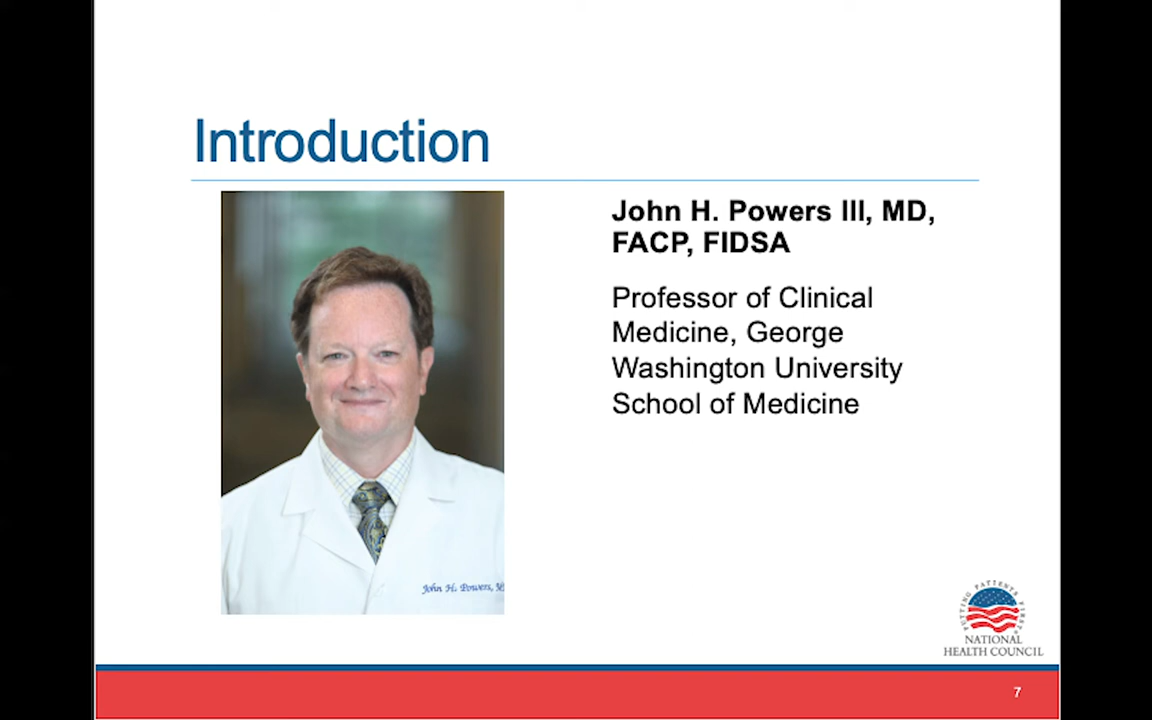 Introduction
John H. Powers III, MD,
FACP, FIDSA
Professor of Clinical
Medicine, George
Washington University
School of Medicine
John H. Powers, M
PUTTING PATIENTS FIRST®
NATIONAL
HEALTH COUNCIL
7